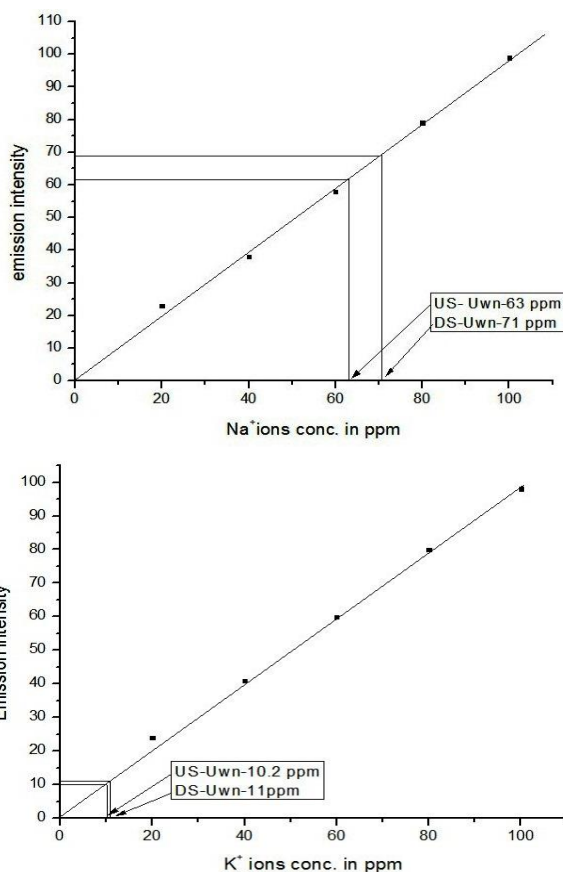 110
100
90
80
70
60
50
40
30
20
10
0
emission intensity
US- Uwn-63 ppm
DS-Uwn-71 ppm
0 20 40 60 80 100
Na⁺ions conc. in ppm
100
90
80
70
60
50
40
30
20
10
0
Emission intensity
US-Uwn-10.2 ppm
DS-Uwn-11ppm
0 20 40 60 80 100
K⁺ ions conc. in ppm